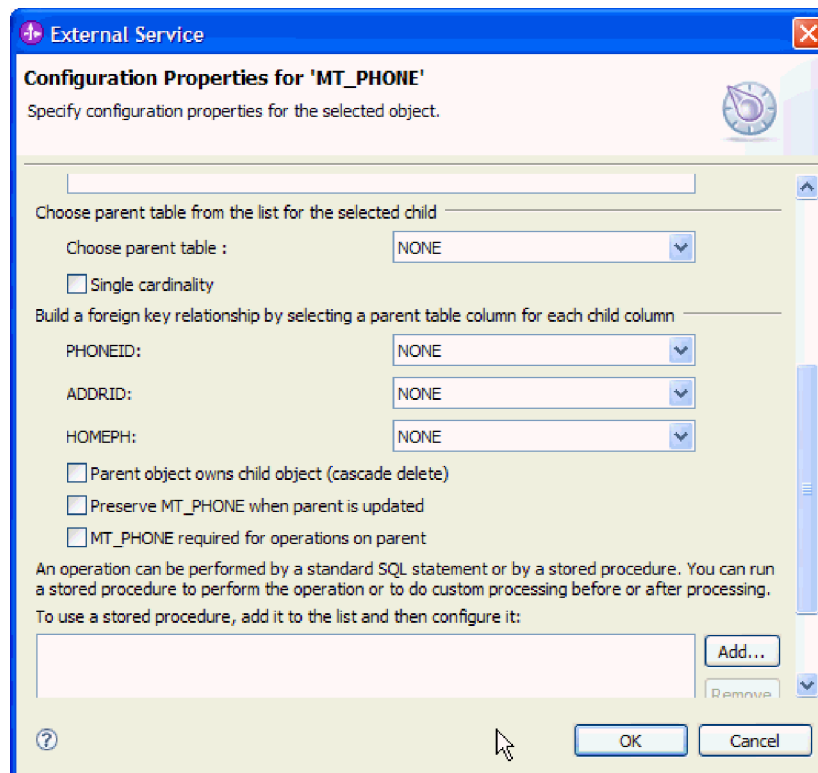 External Service
Configuration Properties for 'MT_PHONE'
Specify configuration properties for the selected object.
Choose parent table from the list for the selected child
Choose parent table : NONE
Single cardinality
Build a foreign key relationship by selecting a parent table column for each child column
PHONEID: NONE
ADDRID: NONE
HOMEPH: NONE
Parent object owns child object (cascade delete)
Preserve MT_PHONE when parent is updated
MT_PHONE required for operations on parent
An operation can be performed by a standard SQL statement or by a stored procedure. You can run
a stored procedure to perform the operation or to do custom processing before or after processing.
To use a stored procedure, add it to the list and then configure it:
Add...
Remove
OK Cancel